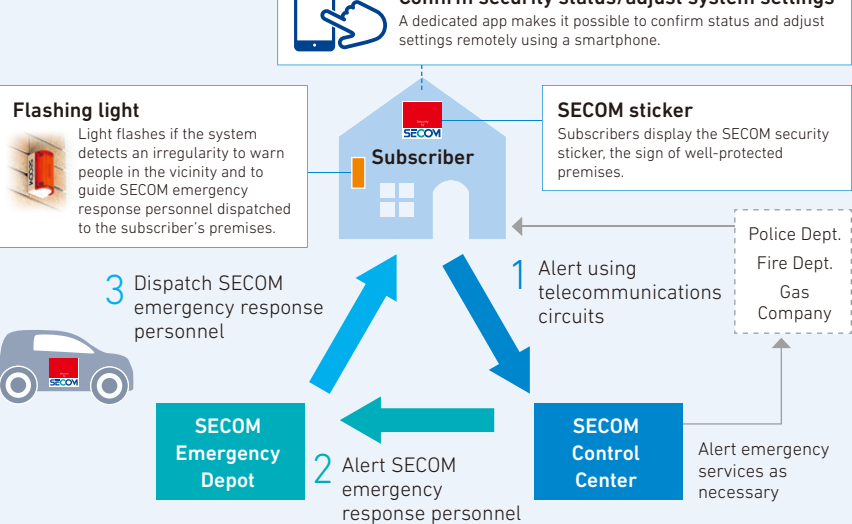 Confirm security status/adjust system settings
A dedicated app makes it possible to confirm status and adjust
settings remotely using a smartphone.
Flashing light
Light flashes if the system
detects an irregularity to warn
people in the vicinity and to
guide SECOM emergency
response personnel dispatched
to the subscriber's premises.
SECOM
SECOM
Subscriber
SECOM sticker
Subscribers display the SECOM security
sticker, the sign of well-protected
premises.
Police Dept.
Fire Dept.
Gas
Company
3 Dispatch SECOM
emergency response
personnel
1 Alert using
telecommunications
circuits
SECOM
SECOM
Emergency
Depot
2 Alert SECOM
emergency
response personnel
SECOM
Control
Center
Alert emergency
services as
necessary